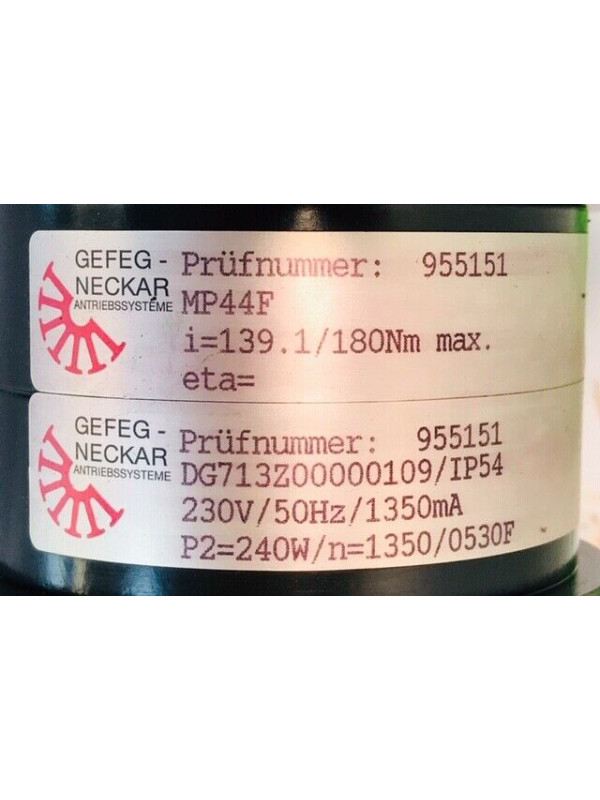 GEFEG -
NECKAR
ANTRIEBSSYSTEME
Prüfnummer: 955151
MP44F
i=139.1/180Nm max.
eta=
GEFEG -
NECKAR
ANTRIEBSSYSTEME
Prüfnummer: 955151
DG713Z00000109/IP54
230V/50Hz/1350mA
P2=240W/n=1350/0530F